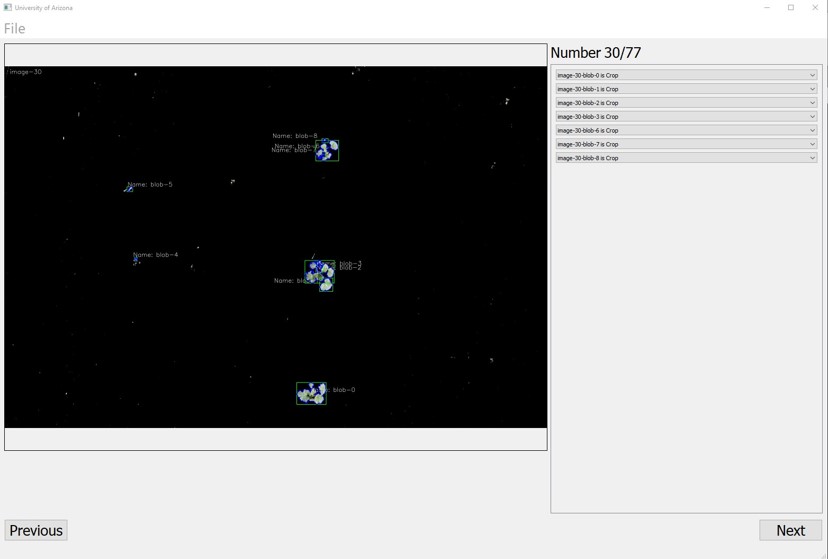 University of Arizona
File
image-30
Name: blob-8
Name: blob-6
Name: blob-
Name: blob-5
Name: blob-4
blob-3
blob-2
Name: blo
blob-0
Number 30/77
image-30-blob-0 is Crop
image-30-blob-1 is Crop
image-30-blob-2 is Crop
image-30-blob-3 is Crop
image-30-blob-6 is Crop
image-30-blob-7 is Crop
image-30-blob-8 is Crop
Previous
Next